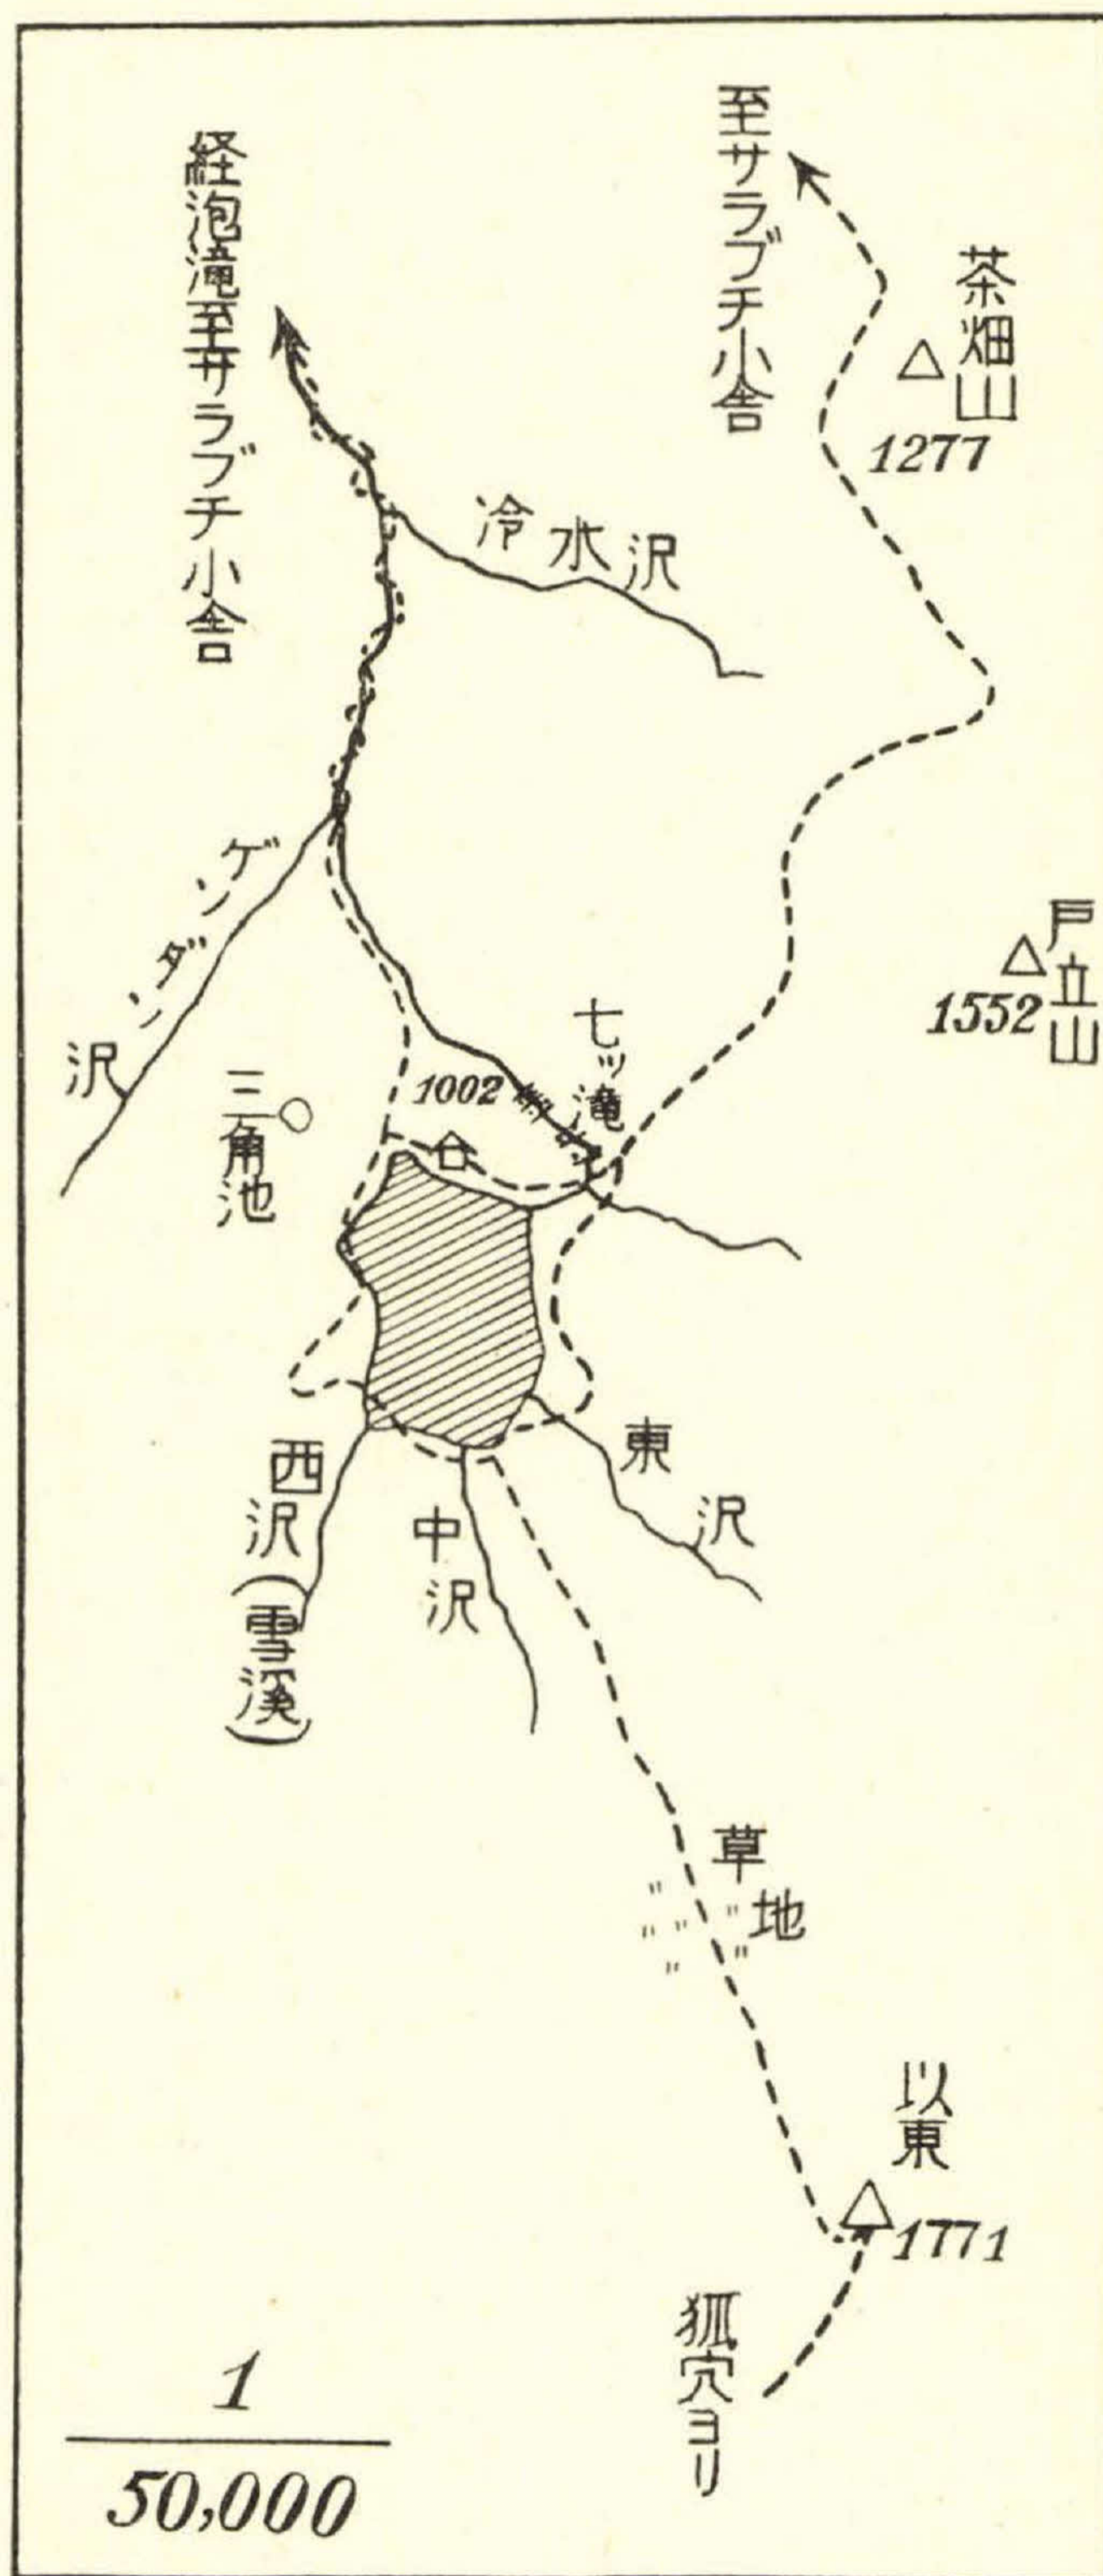 至サラブチ小舎
経泡滝至サラブチ小舎
茶畑山
1277
冷水沢
ゲンダン沢
戸立山
1552
七ッ滝
1002
三角池
東沢
西沢(雪溪)
中沢
草地
以東
1771
狐穴ヨリ
1
50,000